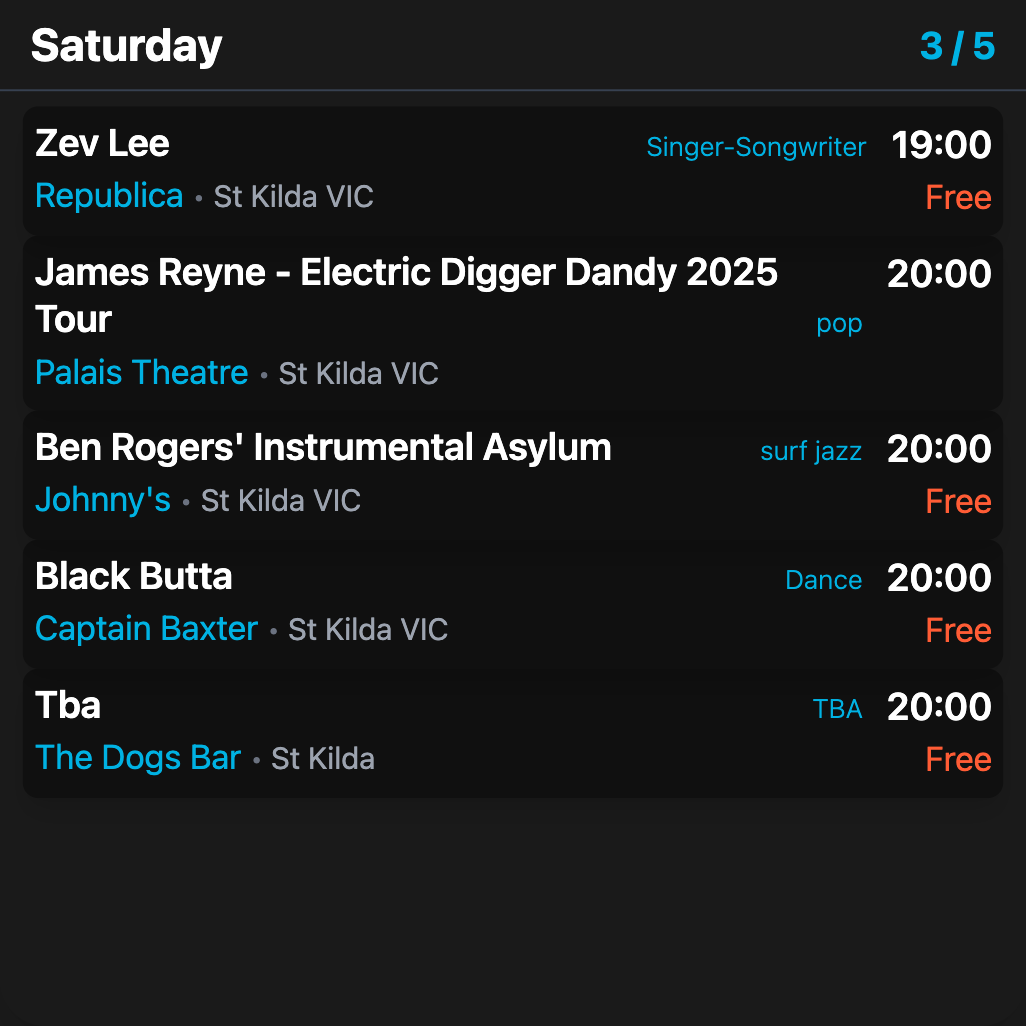 Saturday 3 / 5
Zev Lee Singer-Songwriter 19:00
Republica • St Kilda VIC Free
James Reyne - Electric Digger Dandy 2025 20:00
Tour pop
Palais Theatre • St Kilda VIC
Ben Rogers' Instrumental Asylum surf jazz 20:00
Johnny's • St Kilda VIC Free
Black Butta Dance 20:00
Captain Baxter • St Kilda VIC Free
Tba TBA 20:00
The Dogs Bar • St Kilda Free